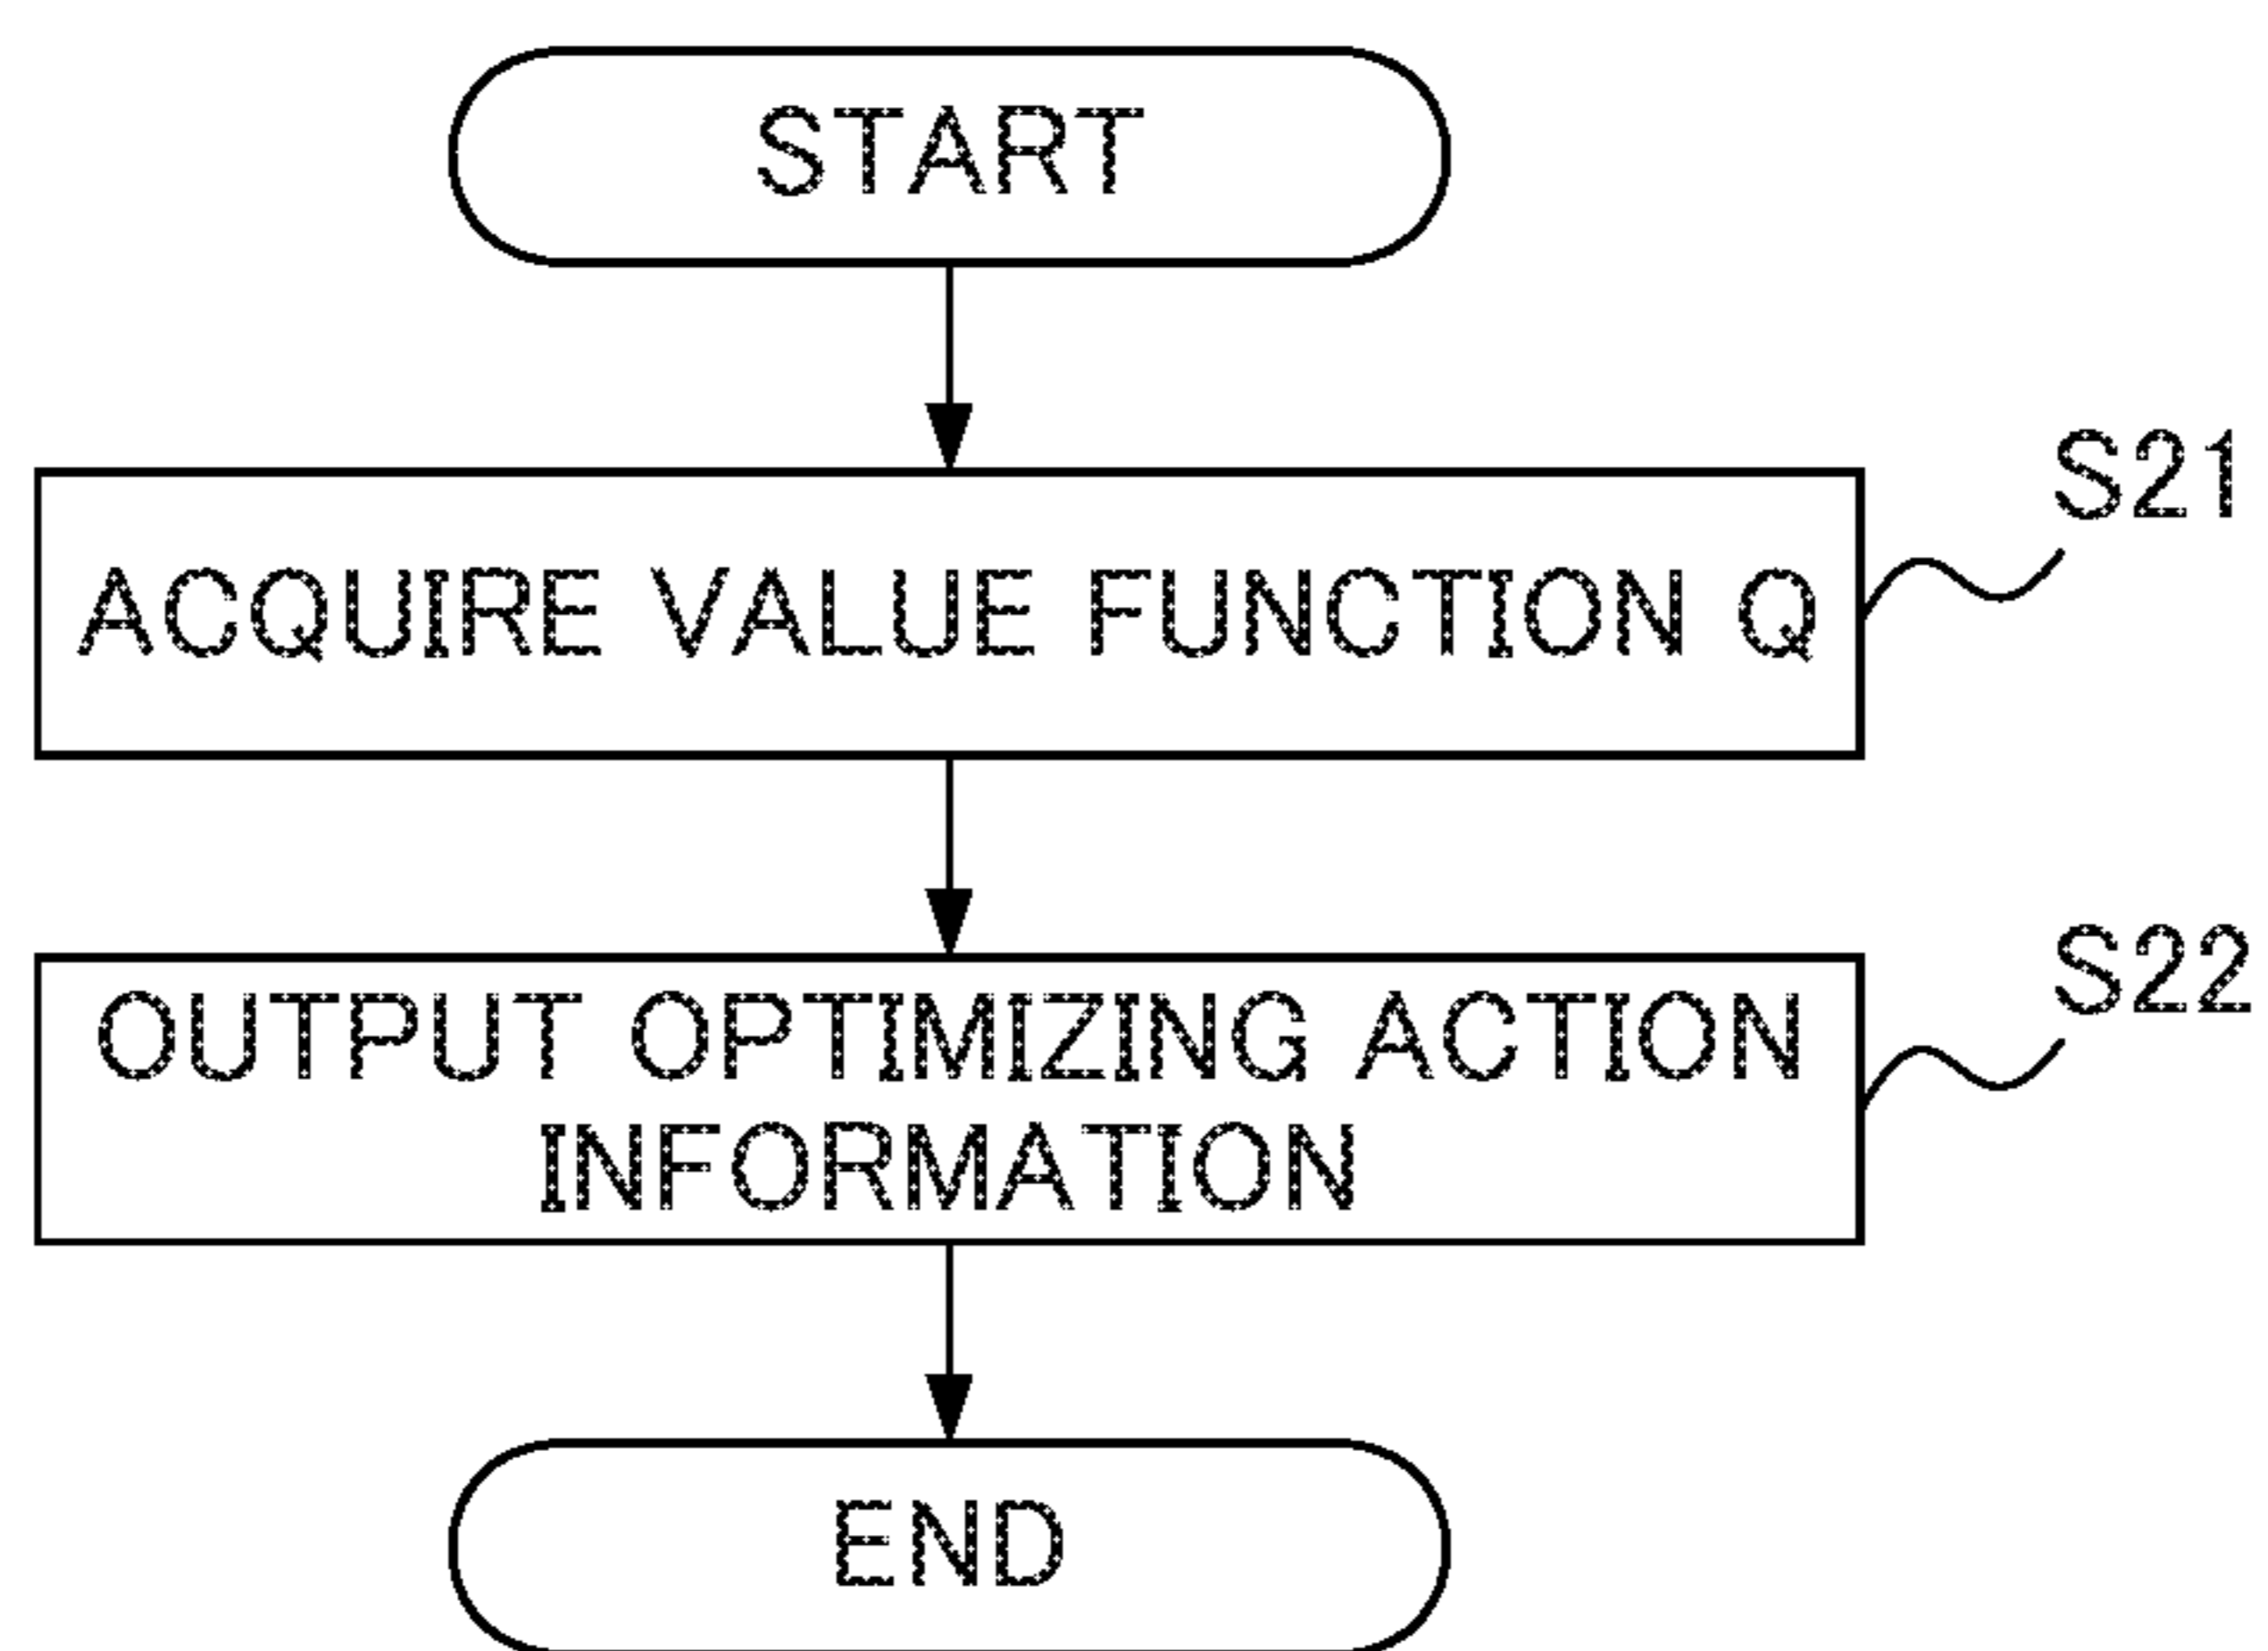 START
S21
ACQUIRE VALUE FUNCTION Q
S22
OUTPUT OPTIMIZING ACTION
INFORMATION
END